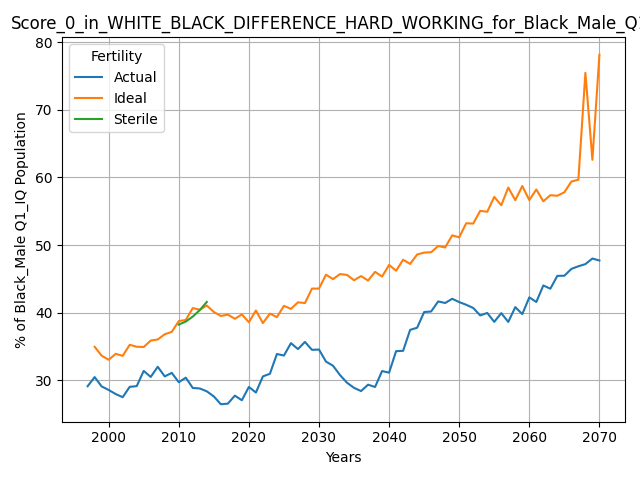 Score_0_in_WHITE_BLACK_DIFFERENCE_HARD_WORKING_for_Black_Male_Q1
Fertility
Actual
Ideal
Sterile
% of Black_Male Q1_IQ Population
80
70
60
50
40
30
2000 2010 2020 2030 2040 2050 2060 2070
Years